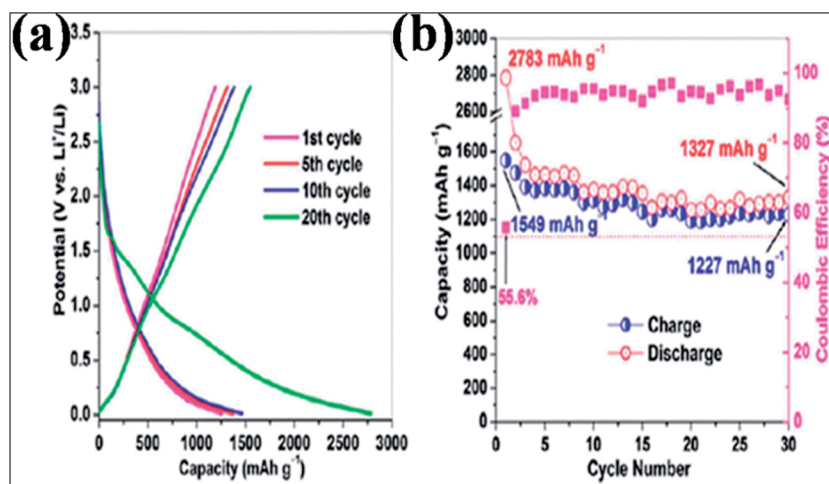 (a)
3.5
3.0
2.5
2.0
1.5
1.0
0.5
0.0
Potential (V vs. Li⁺/Li)
1st cycle
5th cycle
10th cycle
20th cycle
0 500 1000 1500 2000 2500 3000
Capacity (mAh g⁻¹)
(b)
3000
2800
2600
1600
1400
1200
1000
800
600
400
200
0
Capacity (mAh g⁻¹)
2783 mAh g⁻¹
1327 mAh g⁻¹
1549 mAh g⁻
1227 mAh g⁻¹
55.6%
Charge
Discharge
100
80
60
40
20
0
Coulombic Efficiency (%)
0 5 10 15 20 25 30
Cycle Number